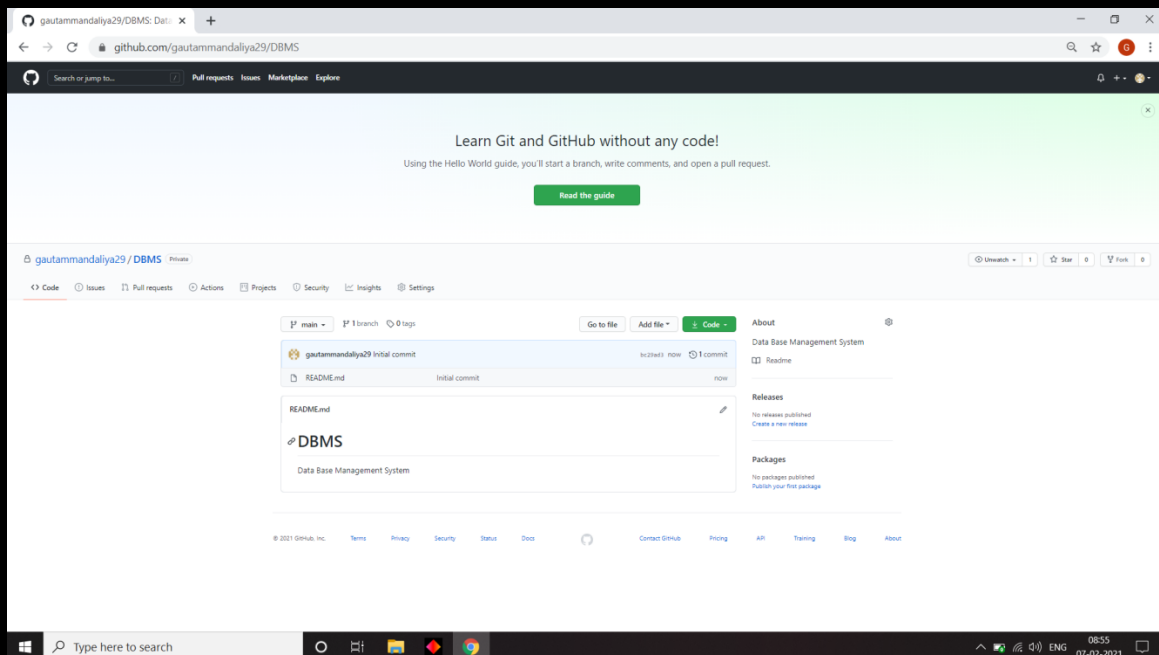 gautammandaliya29/DBMS: Data
github.com/gautammandaliya29/DBMS
G
Search or jump to... / Pull requests Issues Marketplace Explore
Learn Git and GitHub without any code!
Using the Hello World guide, you'll start a branch, write comments, and open a pull request.
Read the guide
gautammandaliya29 / DBMS Private
Unwatch 1 Star 0 Fork 0
Code Issues Pull requests Actions Projects Security Insights Settings
main 1 branch 0 tags Go to file Add file Code
gautammandaliya29 Initial commit now 1 commit
README.md Initial commit now
README.md
DBMS
Data Base Management System
About
Data Base Management System
Readme
Releases
No releases published
Create a new release
Packages
No packages published
Publish your first package
© 2021 GitHub, Inc. Terms Privacy Security Status Docs Contact GitHub Pricing API Training Blog About
Type here to search
ENG
08:55
07-02-2021